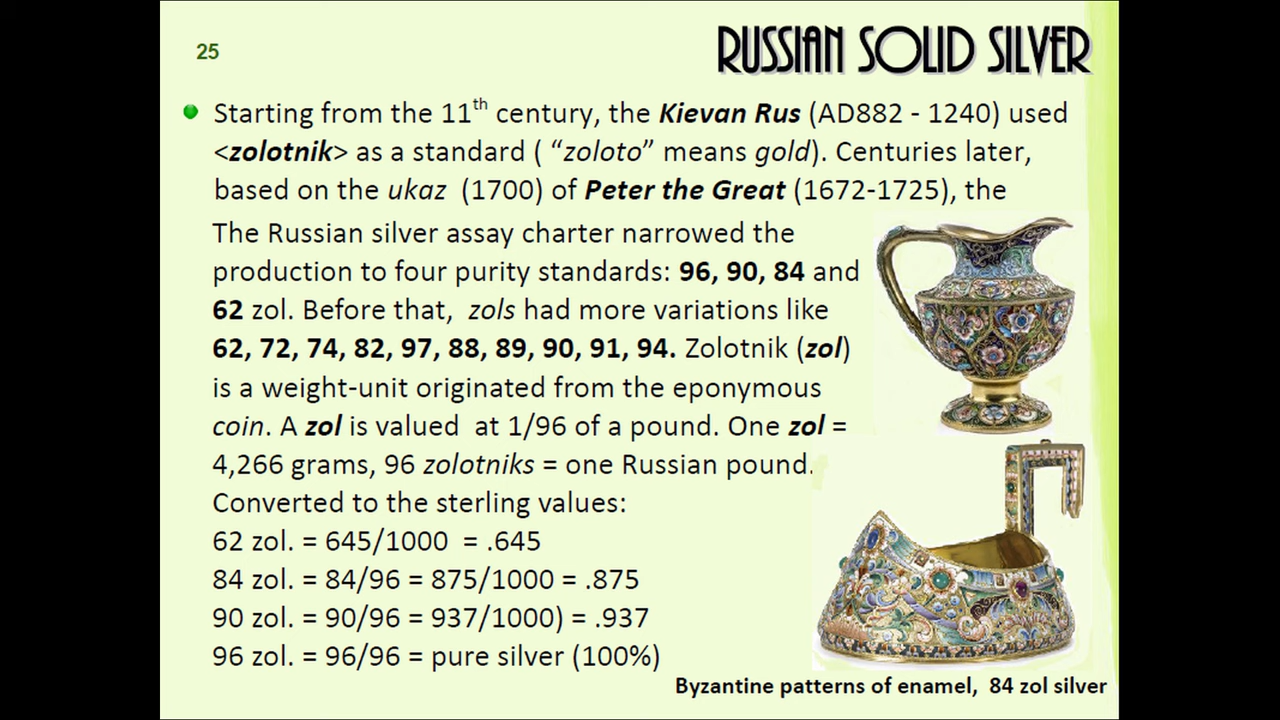 25
RUSSIAN SOLID SILVER
Starting from the 11th century, the Kievan Rus (AD882 - 1240) used
<zolotnik> as a standard ( “zoloto” means gold). Centuries later,
based on the ukaz (1700) of Peter the Great (1672-1725), the
The Russian silver assay charter narrowed the
production to four purity standards: 96, 90, 84 and
62 zol. Before that, zols had more variations like
62, 72, 74, 82, 97, 88, 89, 90, 91, 94. Zolotnik (zol)
is a weight-unit originated from the eponymous
coin. A zol is valued at 1/96 of a pound. One zol =
4,266 grams, 96 zolotniks = one Russian pound.
Converted to the sterling values:
62 zol. = 645/1000 = .645
84 zol. = 84/96 = 875/1000 = .875
90 zol. = 90/96 = 937/1000) = .937
96 zol. = 96/96 = pure silver (100%)
Byzantine patterns of enamel, 84 zol silver